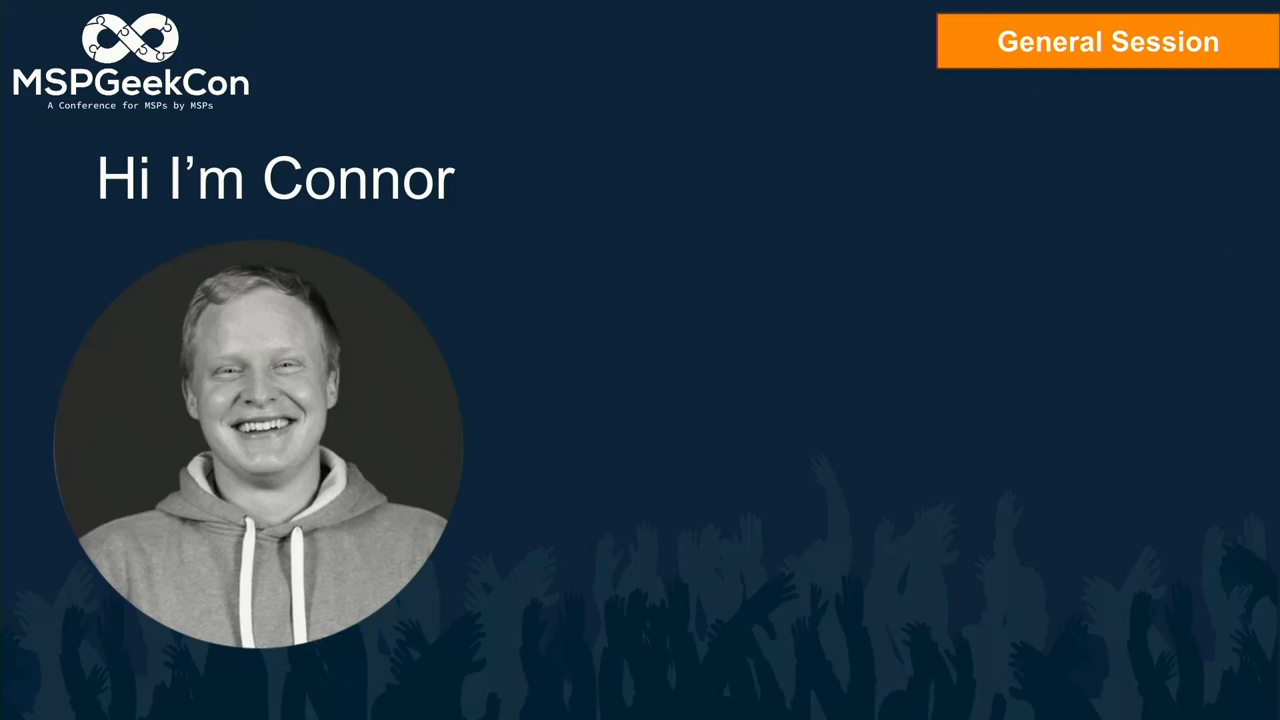 MSPGeekCon
A Conference for MSPs by MSPs
General Session
Hi I’m Connor